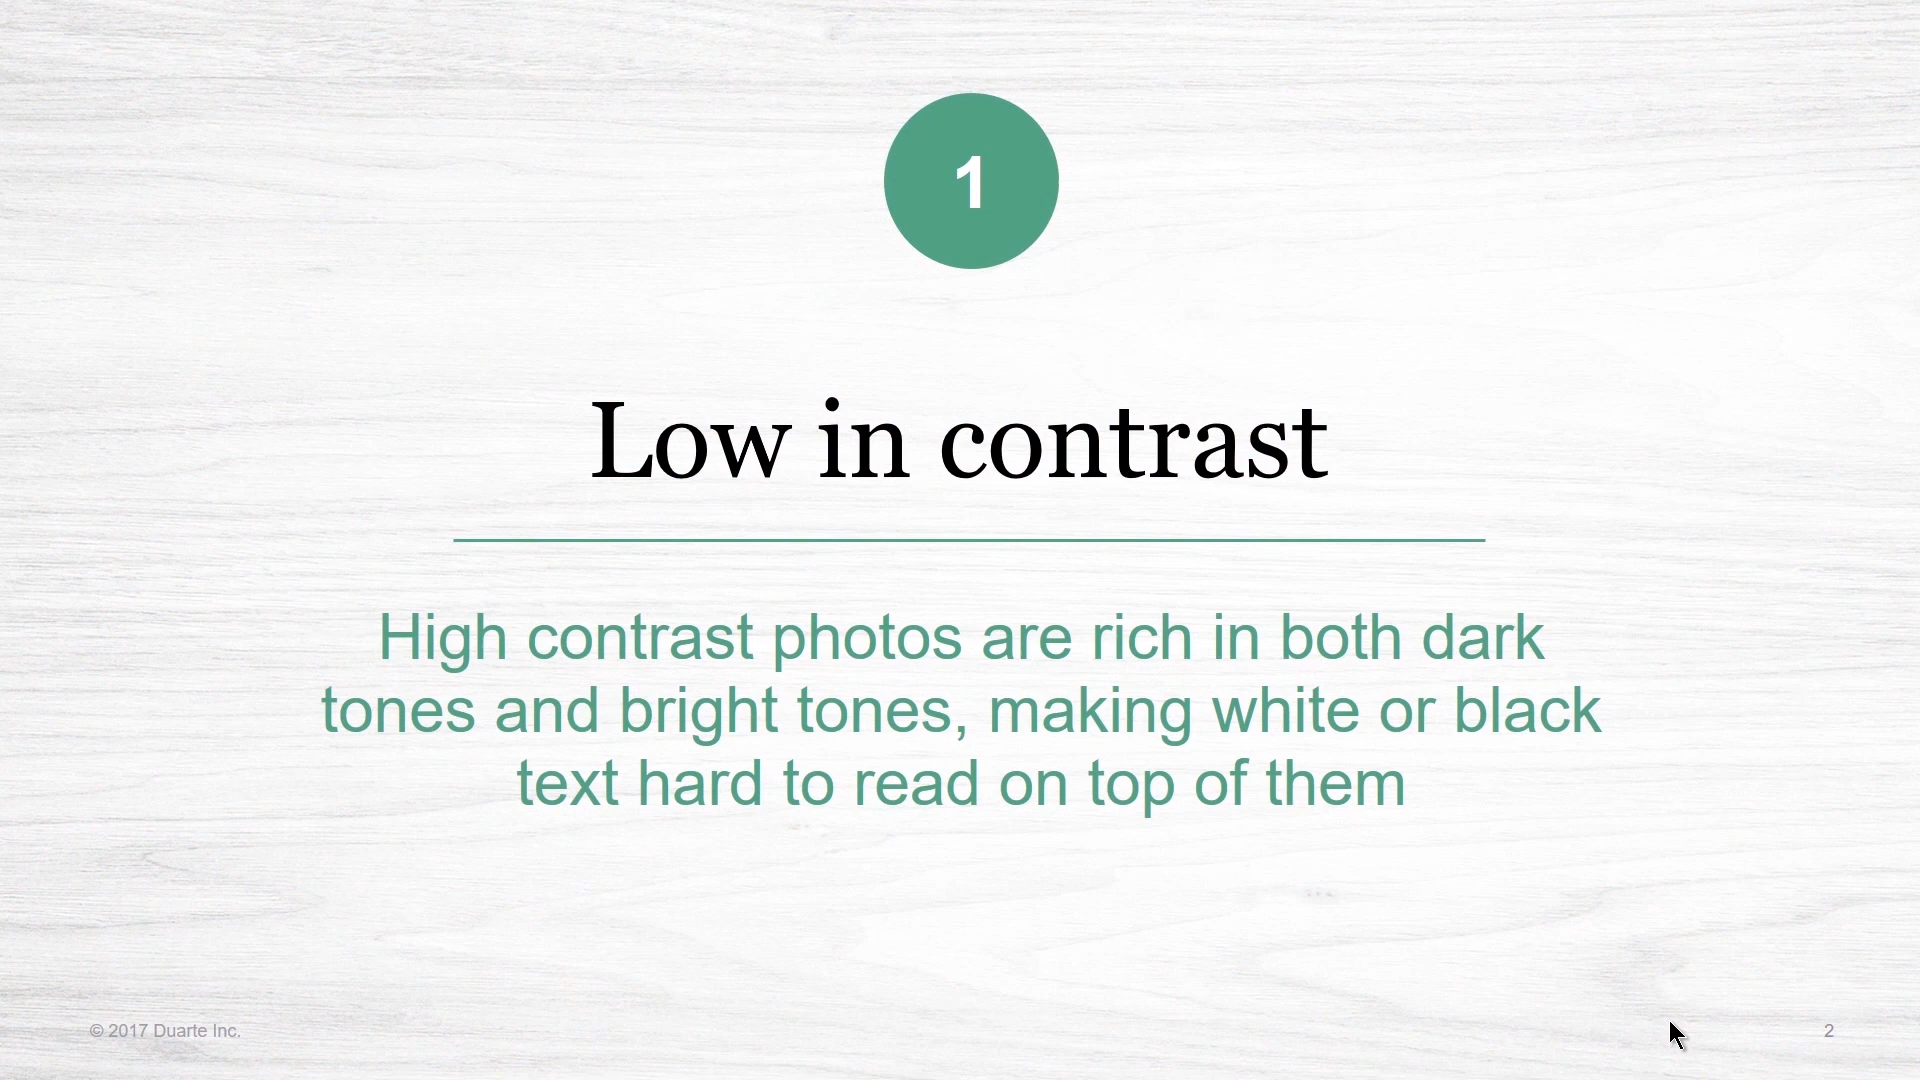 1
Low in contrast
High contrast photos are rich in both dark
tones and bright tones, making white or black
text hard to read on top of them
© 2017 Duarte Inc.
2